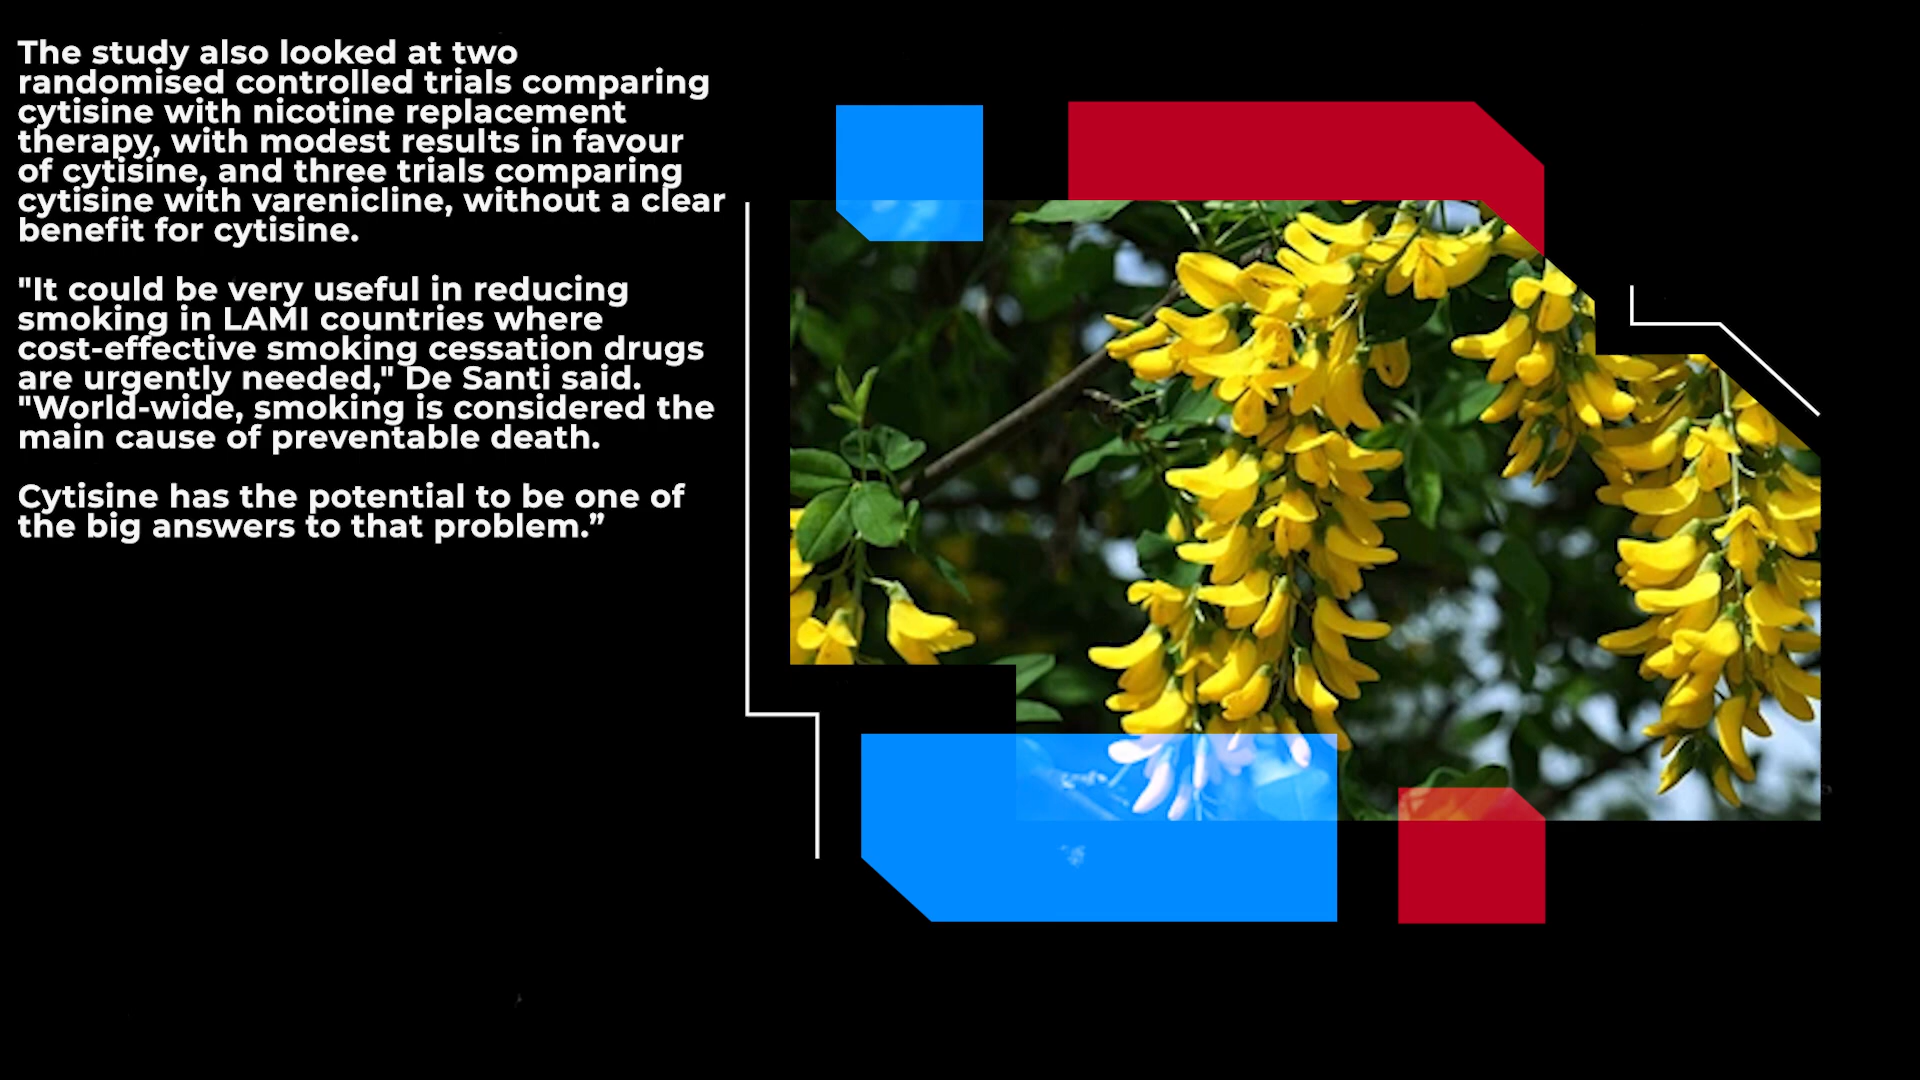 The study also looked at two
randomised controlled trials comparing
cytisine with nicotine replacement
therapy, with modest results in favour
of cytisine, and three trials comparing
cytisine with varenicline, without a clear
benefit for cytisine.
"It could be very useful in reducing
smoking in LAMI countries where
cost-effective smoking cessation drugs
are urgently needed," De Santi said.
"World-wide, smoking is considered the
main cause of preventable death.
Cytisine has the potential to be one of
the big answers to that problem.”